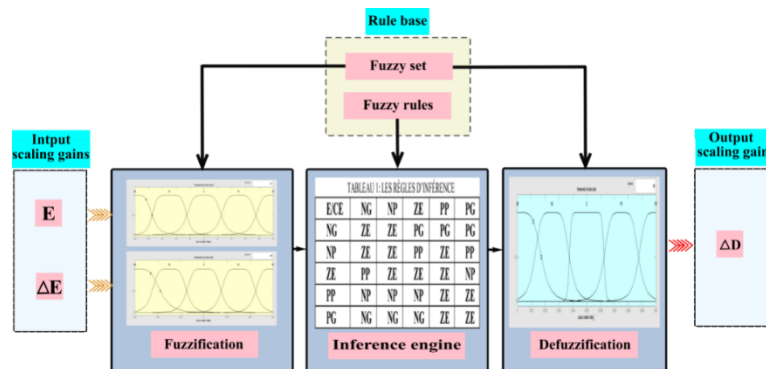 Rule base
Fuzzy set
Fuzzy rules
Intput
scaling gains
E
ΔE
Fuzzification
TABLEAU 1:LES RÉGLES D'INFÉRENCE
E/CE NG NP ZE PP PG
NG ZE ZE PG PG PG
NP ZE ZE PP ZE PP
ZE PP ZE ZE ZE NP
PP NP NP NP ZE ZE
PG NG NG NG ZE ZE
Inference engine
Defuzzification
Output
scaling gain
ΔD